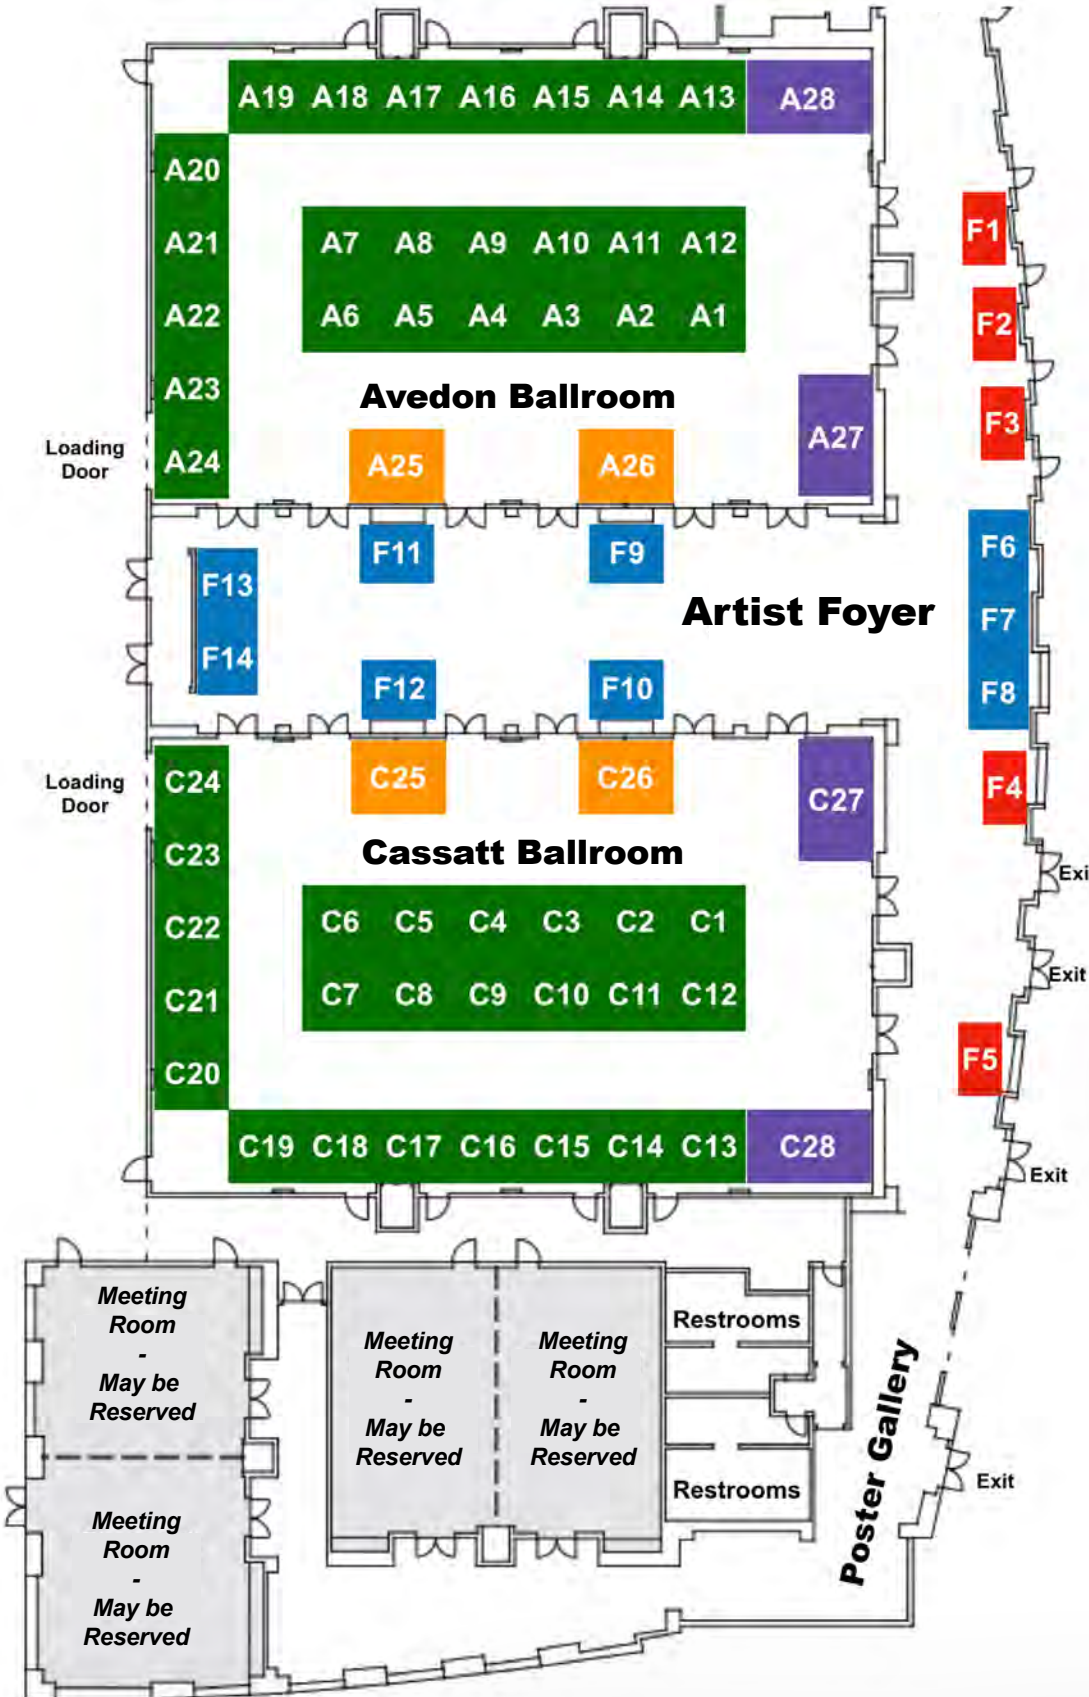 A19 A18 A17 A16 A15 A14 A13 A28
A20
A21 A7 A8 A9 A10 A11 A12 F1
A22 A6 A5 A4 A3 A2 A1 F2
A23 Avedon Ballroom
A27 F3
Loading
Door
A24 A25 A26
F11 F9 F6
F13
Artist Foyer F7
F14
F12 F10 F8
Loading
Door
C24 C25 C26 C27 F4
C23 Cassatt Ballroom
Exi
C22 C6 C5 C4 C3 C2 C1
Exit
C21 C7 C8 C9 C10 C11 C12
C20 F5
C19 C18 C17 C16 C15 C14 C13 C28
Exit
Meeting
Room
-
May be
Reserved
Meeting
Room
-
May be
Reserved
Meeting
Room
-
May be
Reserved
Restrooms
Restrooms
Poster Gallery
Exit
Meeting
Room
-
May be
Reserved